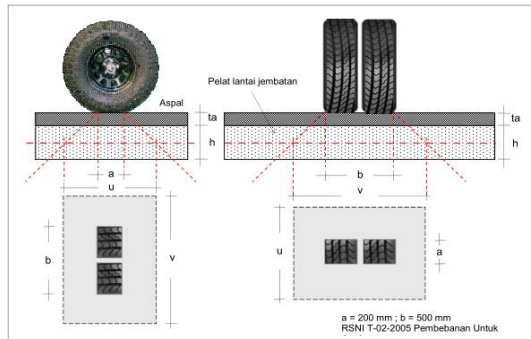 Aspal
Pelat lantai jembatan
ta
h
ta
h
a
u
b
v
b
v
u
a
a = 200 mm ; b = 500 mm
RSNI T-02-2005 Pembebanan Untuk